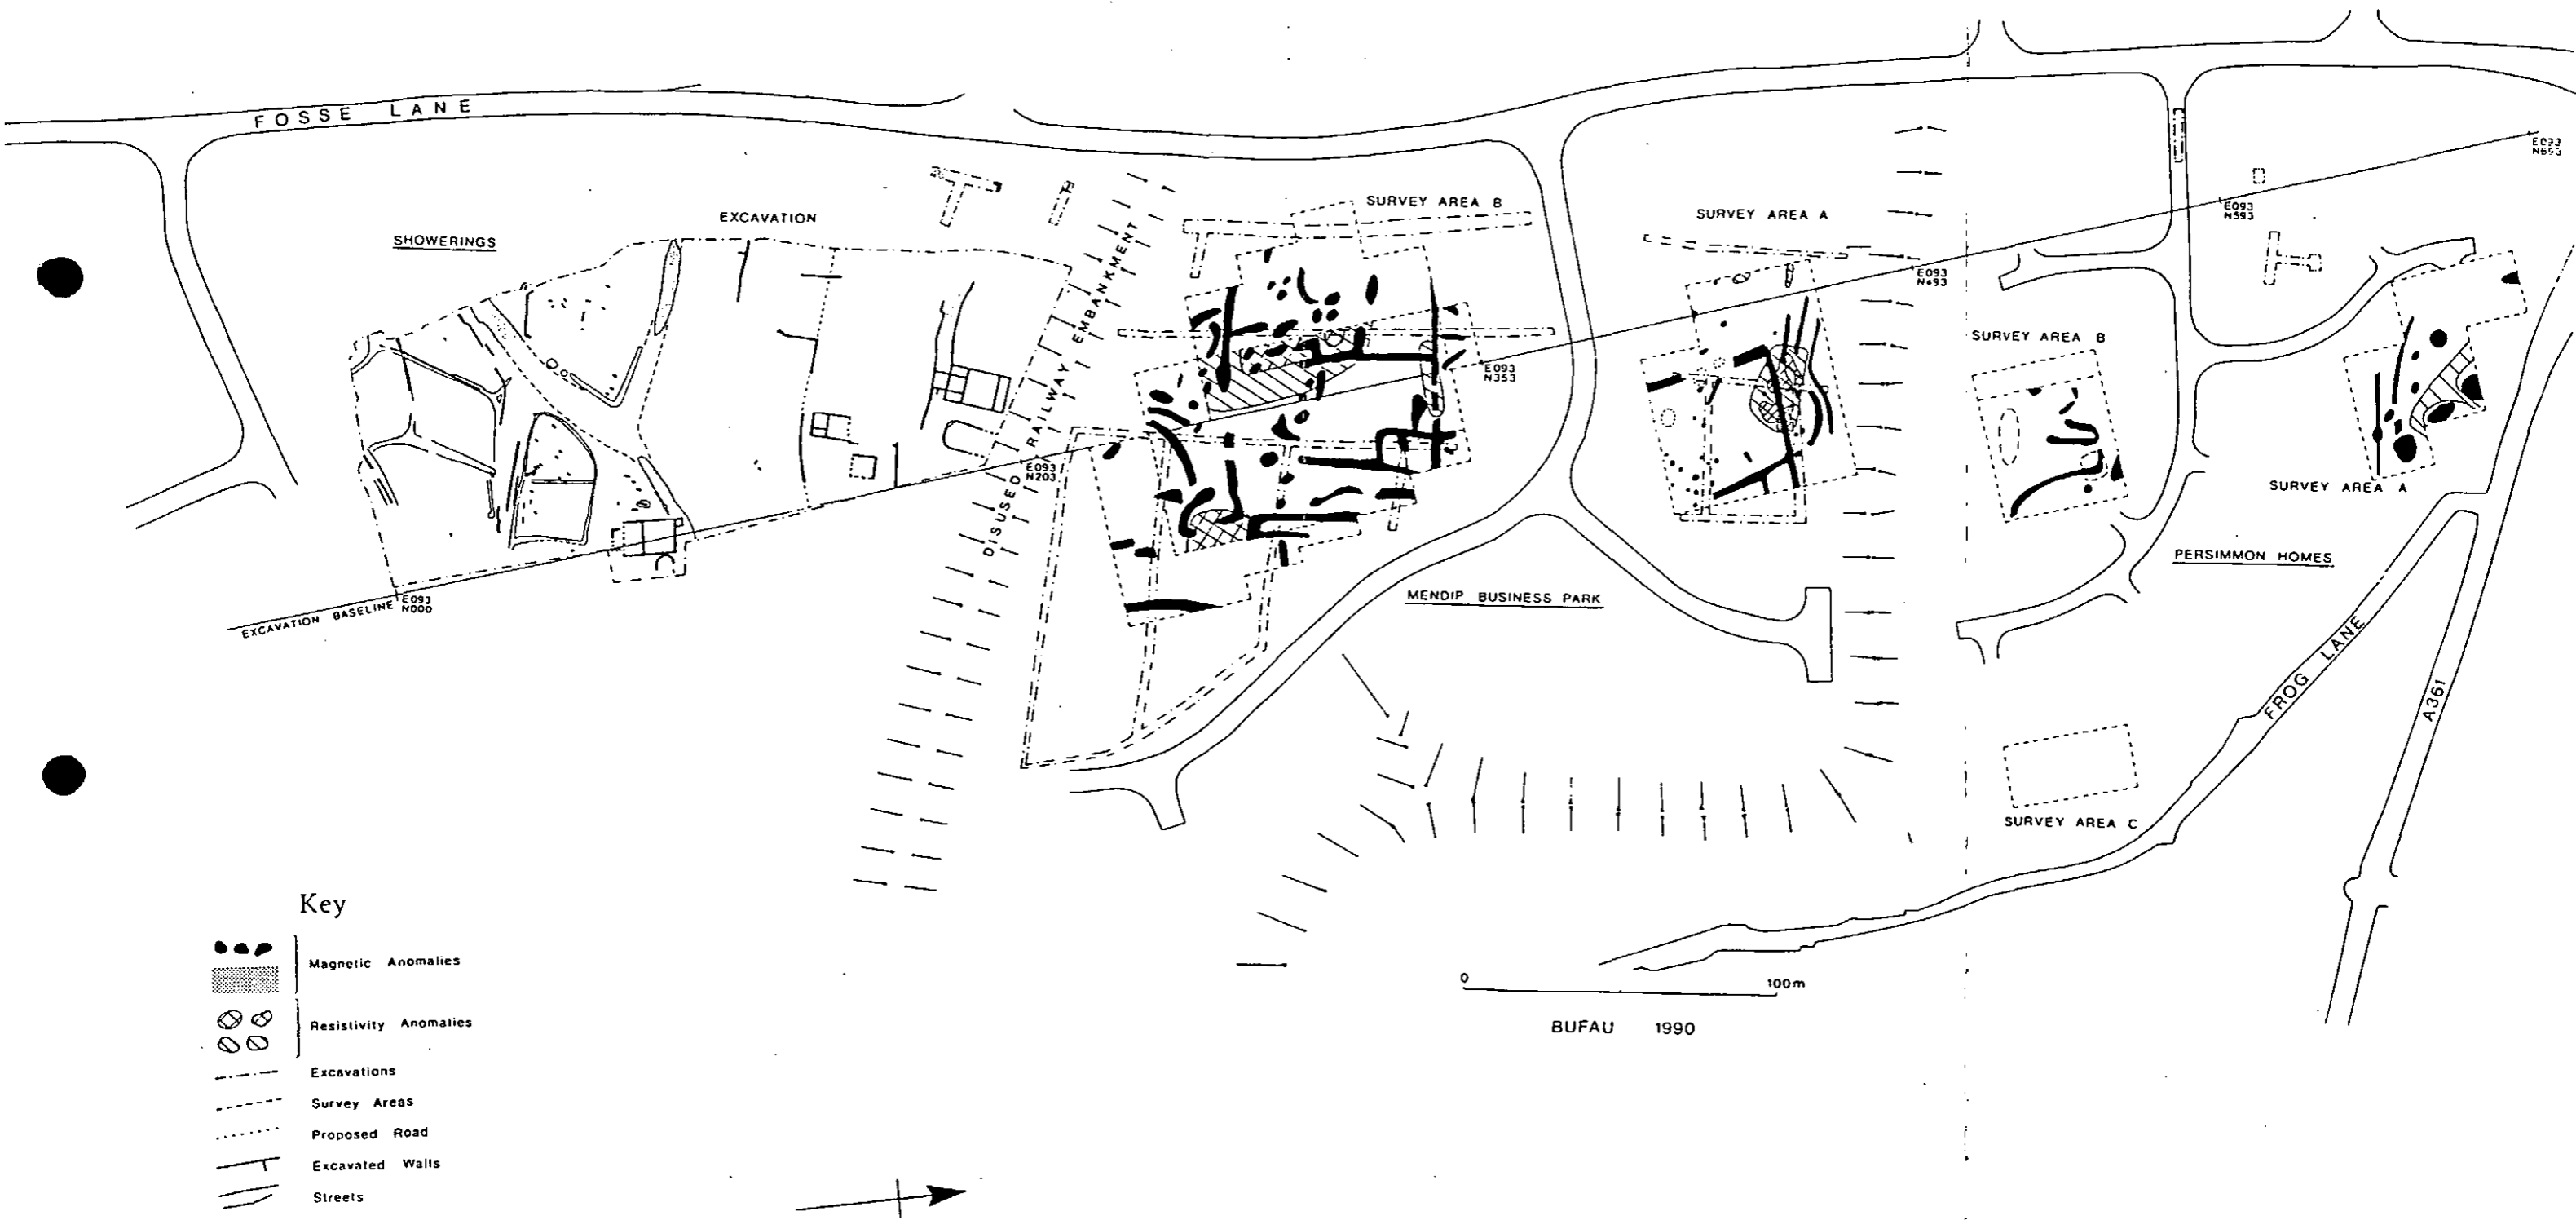 FOSSE LANE
SHOWERINGS
EXCAVATION
SURVEY AREA B
SURVEY AREA A
E093
N693
E093
N593
E093
N493
SURVEY AREA B
E093
N353
DISUSED RAILWAY EMBANKMENT
E093
N203
SURVEY AREA A
PERSIMMON HOMES
EXCAVATION BASELINE
E093
N000
MENDIP BUSINESS PARK
FROG LANE
A361
SURVEY AREA C
Key
Magnetic Anomalies
Resistivity Anomalies
Excavations
Survey Areas
Proposed Road
Excavated Walls
Streets
0 100m
BUFAU 1990